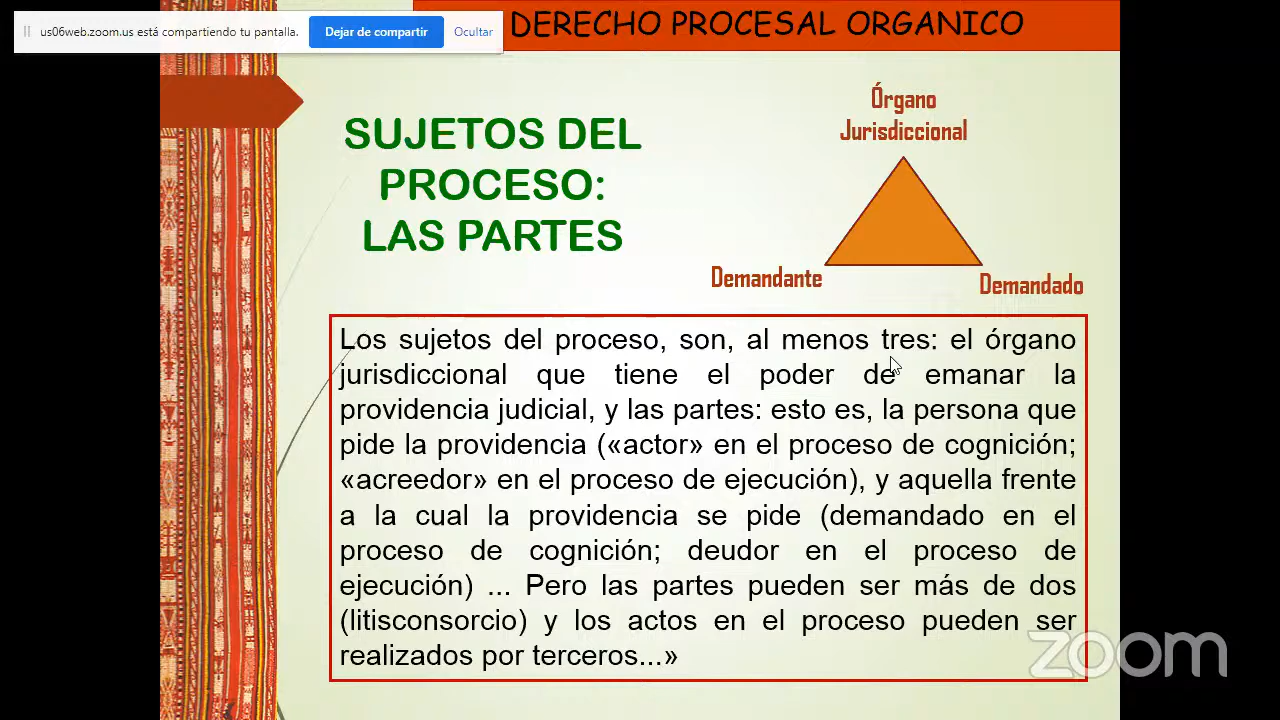 us06web.zoom.us está compartiendo tu pantalla.
Dejar de compartir
Ocultar
DERECHO PROCESAL ORGANICO
SUJETOS DEL
PROCESO:
LAS PARTES
Órgano
Jurisdiccional
Demandante
Demandado
Los sujetos del proceso, son, al menos tres: el órgano
jurisdiccional que tiene el poder de emanar la
providencia judicial, y las partes: esto es, la persona que
pide la providencia («actor» en el proceso de cognición;
«acreedor» en el proceso de ejecución), y aquella frente
a la cual la providencia se pide (demandado en el
proceso de cognición; deudor en el proceso de
ejecución) ... Pero las partes pueden ser más de dos
(litisconsorcio) y los actos en el proceso pueden ser
realizados por terceros...»
zoom